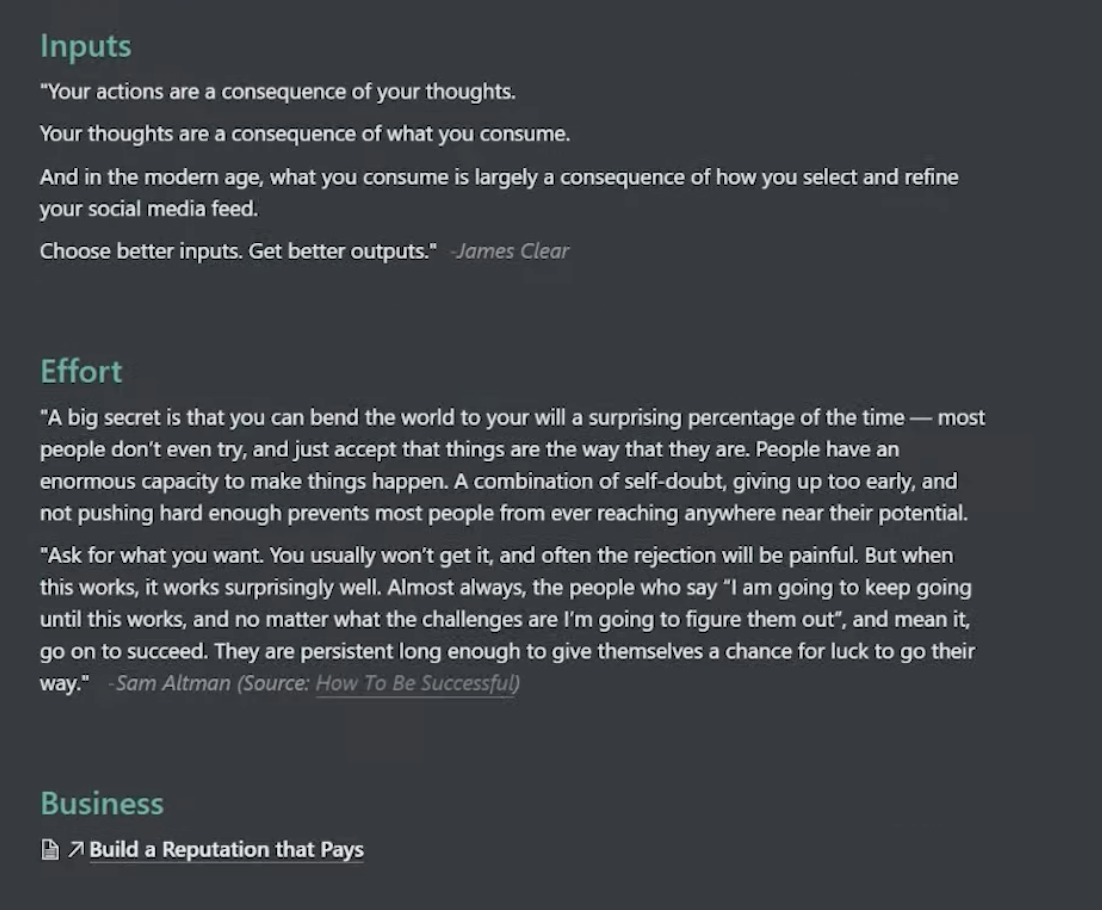 Inputs
"Your actions are a consequence of your thoughts.
Your thoughts are a consequence of what you consume.
And in the modern age, what you consume is largely a consequence of how you select and refine
your social media feed.
Choose better inputs. Get better outputs." -James Clear
Effort
"A big secret is that you can bend the world to your will a surprising percentage of the time — most
people don’t even try, and just accept that things are the way that they are. People have an
enormous capacity to make things happen. A combination of self-doubt, giving up too early, and
not pushing hard enough prevents most people from ever reaching anywhere near their potential.
"Ask for what you want. You usually won’t get it, and often the rejection will be painful. But when
this works, it works surprisingly well. Almost always, the people who say “I am going to keep going
until this works, and no matter what the challenges are I’m going to figure them out”, and mean it,
go on to succeed. They are persistent long enough to give themselves a chance for luck to go their
way." -Sam Altman (Source: How To Be Successful)
Business
Build a Reputation that Pays